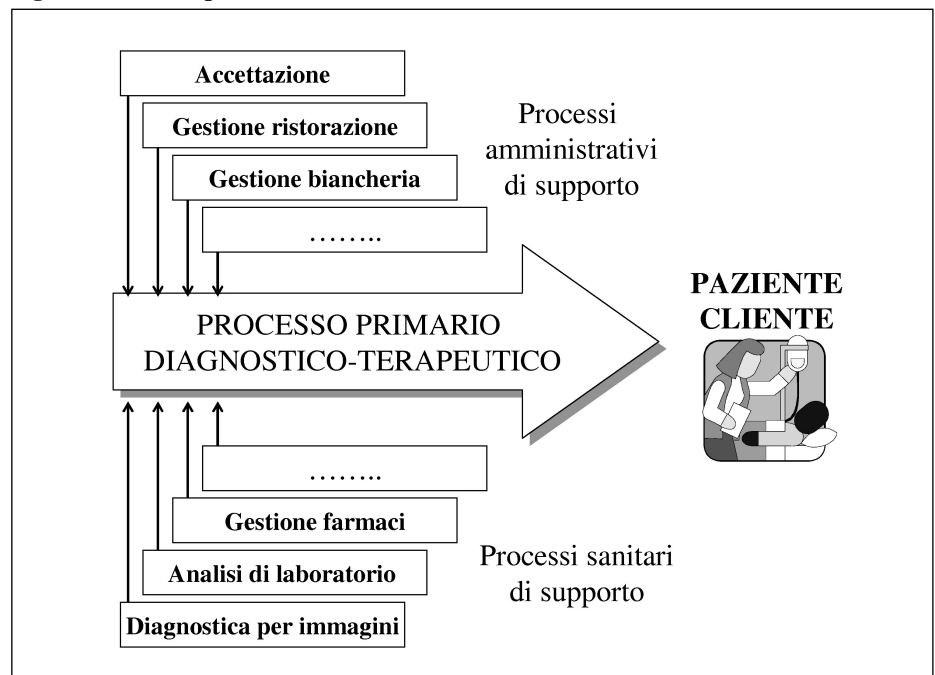 Accettazione
Gestione ristorazione
Gestione biancheria
……..
Processi
amministrativi
di supporto
PROCESSO PRIMARIO
DIAGNOSTICO-TERAPEUTICO
PAZIENTE
CLIENTE
……..
Gestione farmaci
Analisi di laboratorio
Diagnostica per immagini
Processi sanitari
di supporto